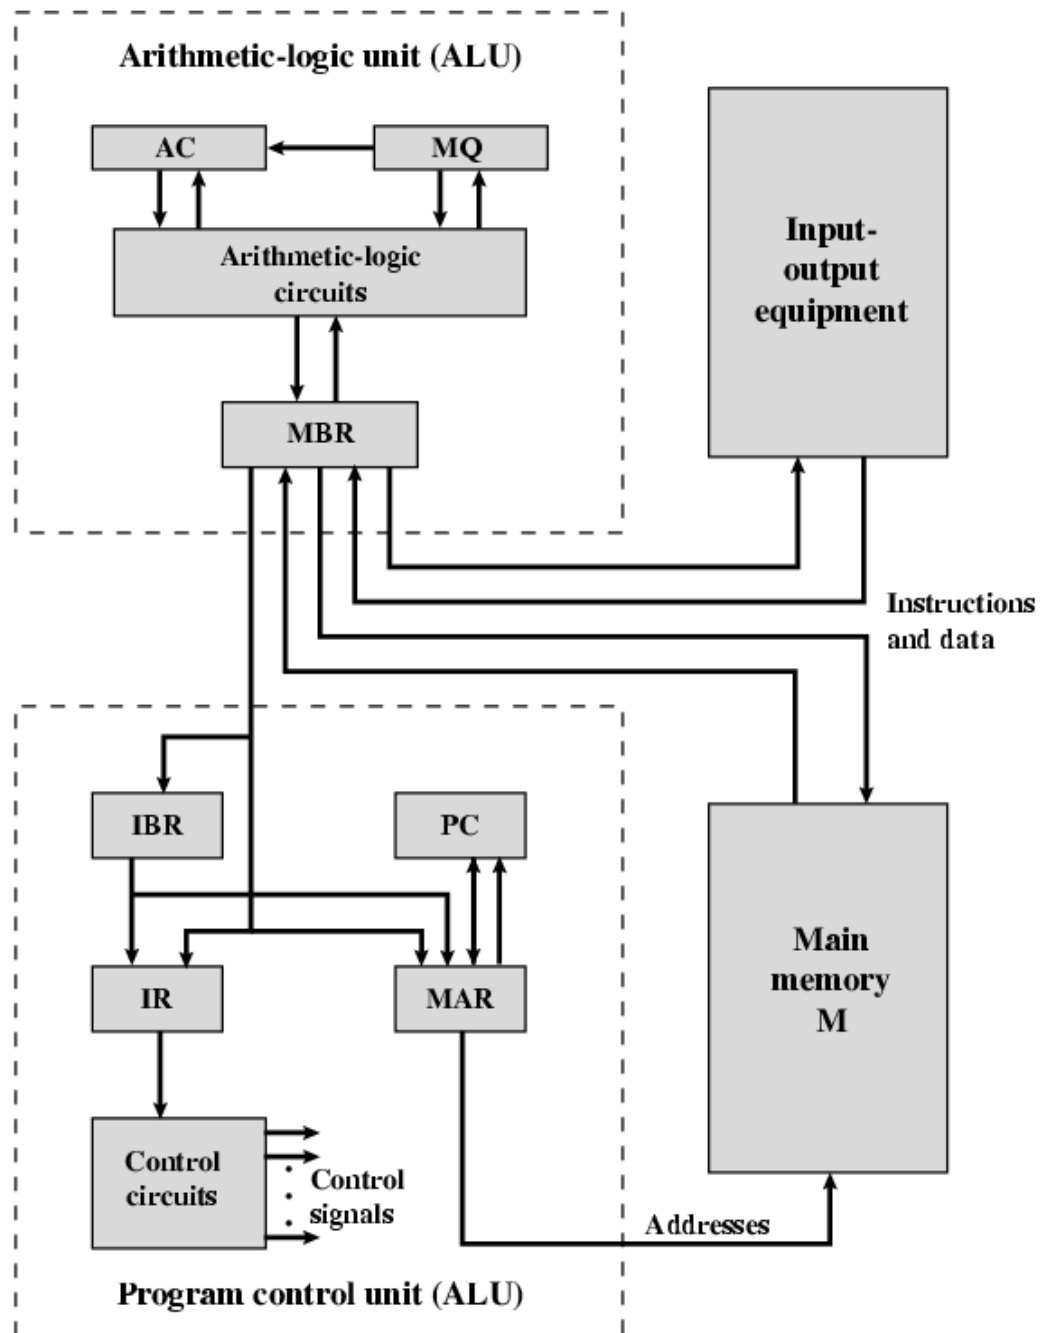 Arithmetic-logic unit (ALU)
AC
MQ
Arithmetic-logic
circuits
MBR
Input-
output
equipment
Instructions
and data
IBR
PC
IR
MAR
Main
memory
M
Control
circuits
Control
signals
Addresses
Program control unit (ALU)